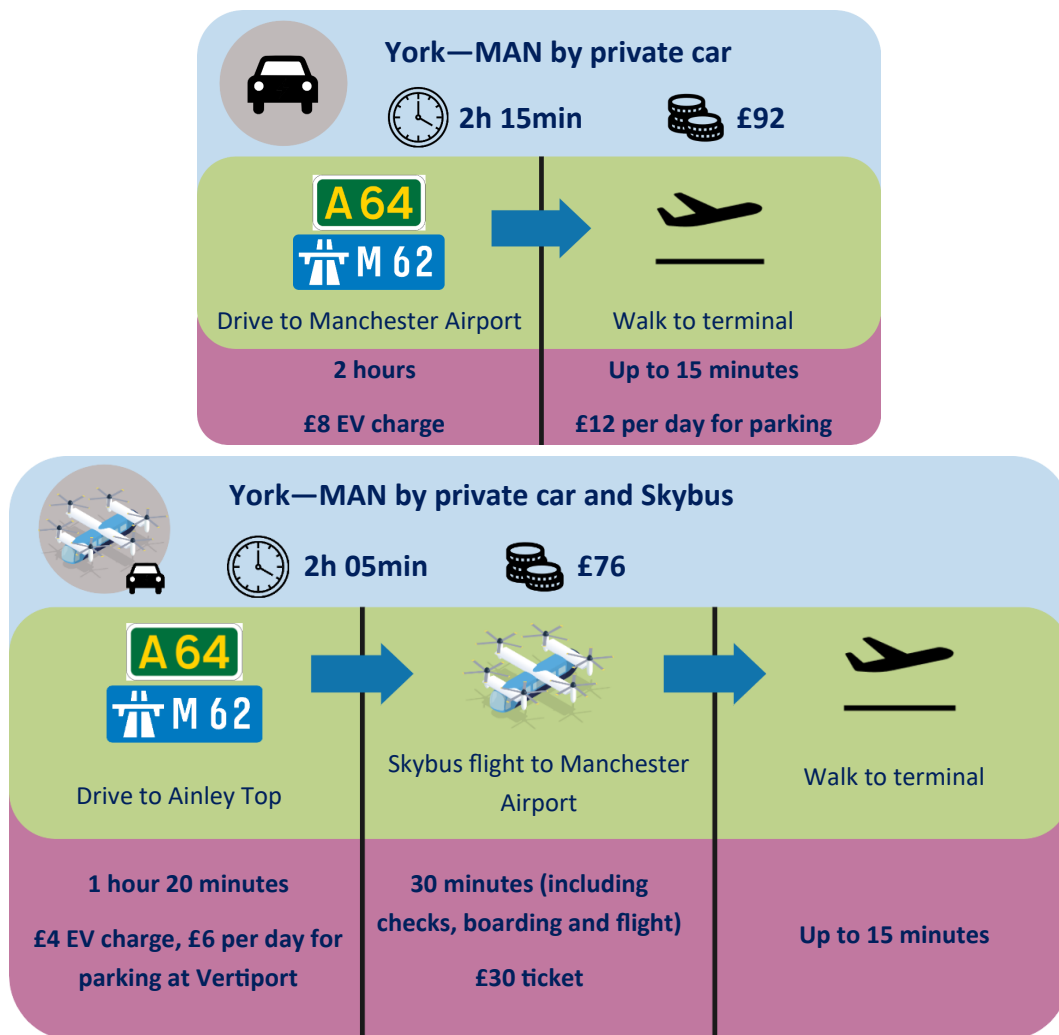 York—MAN by private car
2h 15min £92
A 64
M 62
Drive to Manchester Airport Walk to terminal
2 hours Up to 15 minutes
£8 EV charge £12 per day for parking
York—MAN by private car and Skybus
2h 05min £76
A 64
M 62
Drive to Ainley Top
Skybus flight to Manchester
Airport
Walk to terminal
1 hour 20 minutes
£4 EV charge, £6 per day for
parking at Vertiport
30 minutes (including
checks, boarding and flight)
£30 ticket
Up to 15 minutes